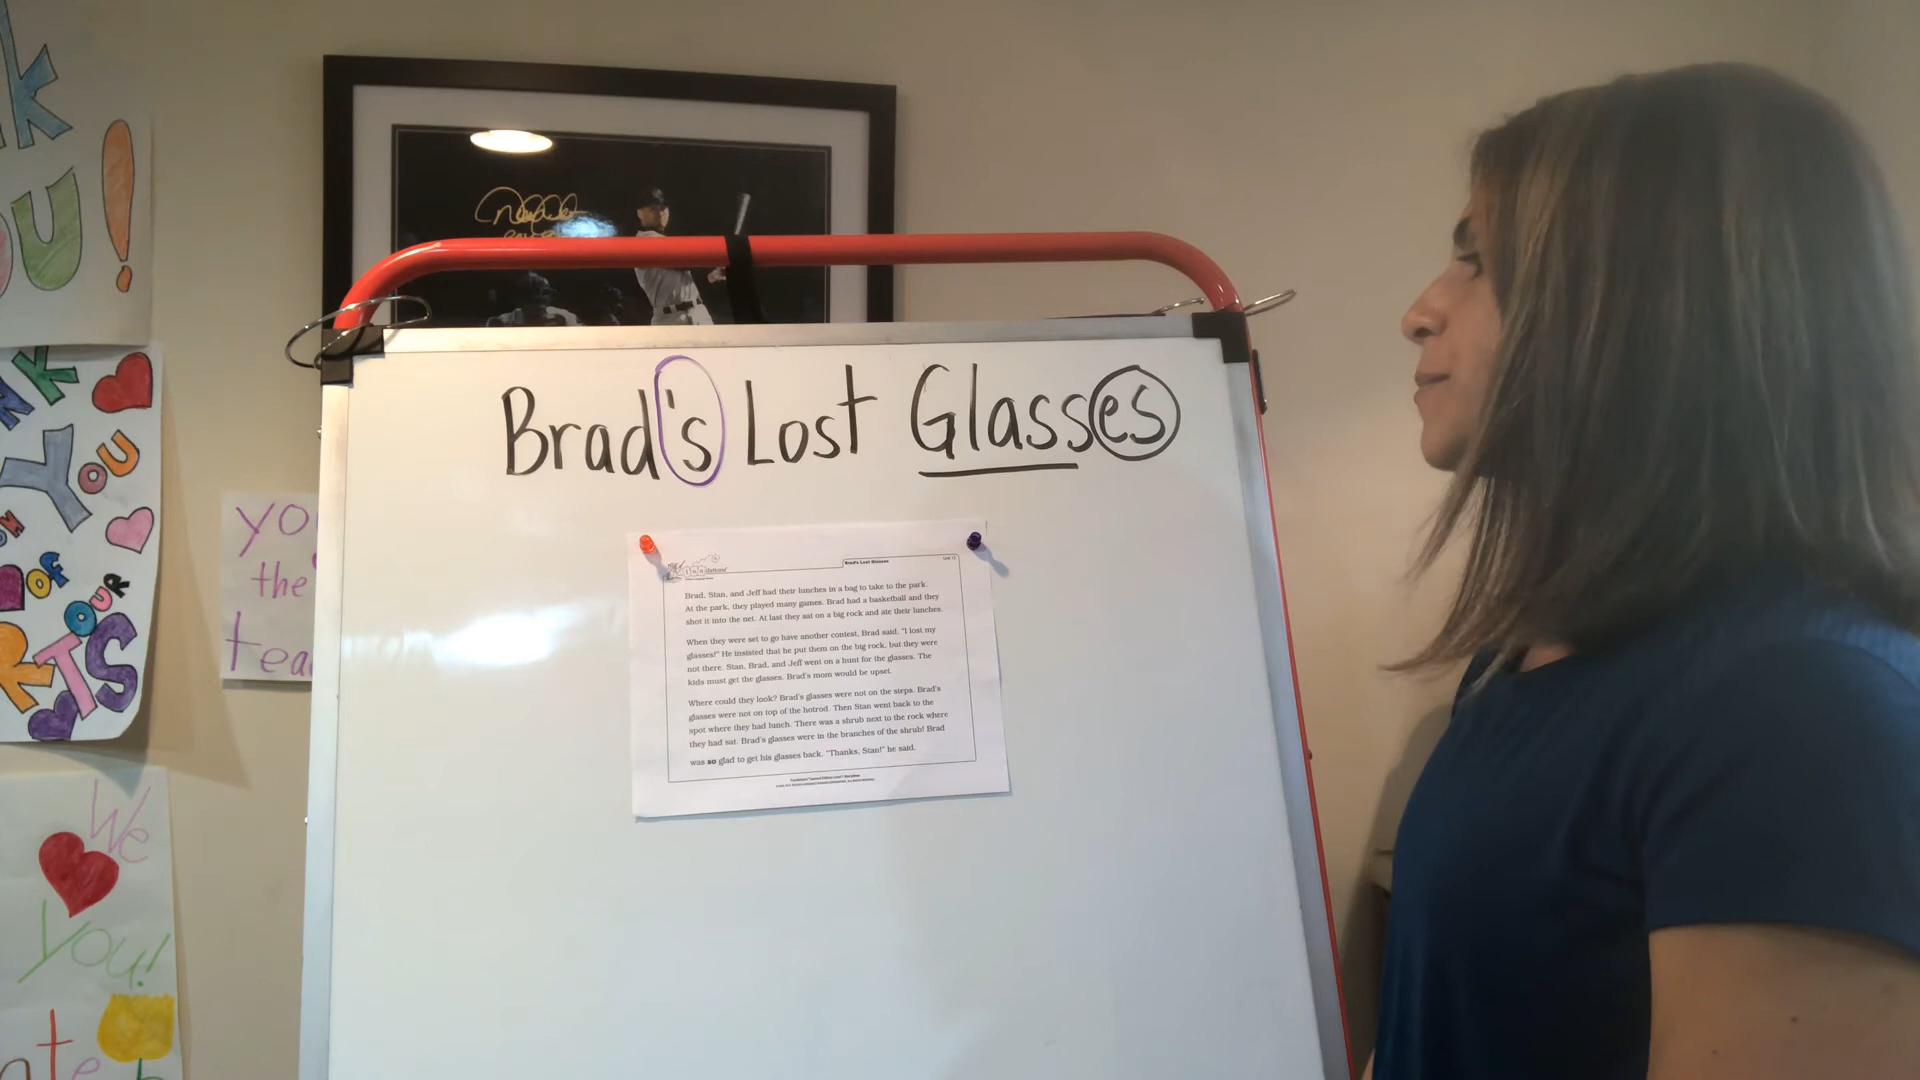 Brad's Lost Glasses
Brad's Lost Glasses
Unit 12
Brad, Stan, and Jeff had their lunches in a bag to take to the park.
At the park, they played many games. Brad had a basketball and they
shot it into the net. At last they sat on a big rock and ate their lunches.
When they were set to go have another contest, Brad said, "I lost my
glasses!" He insisted that he put them on the big rock, but they were
not there. Stan, Brad, and Jeff went on a hunt for the glasses. The
kids must get the glasses. Brad's mom would be upset.
Where could they look? Brad's glasses were not on the steps. Brad's
glasses were not on top of the hotrod. Then Stan went back to the
spot where they had lunch. There was a shrub next to the rock where
they had sat. Brad's glasses were in the branches of the shrub! Brad
was so glad to get his glasses back. "Thanks, Stan!" he said.
k
OU!
NK
YOU
OF
OUR
RTS
yo
the
tea
We
you!